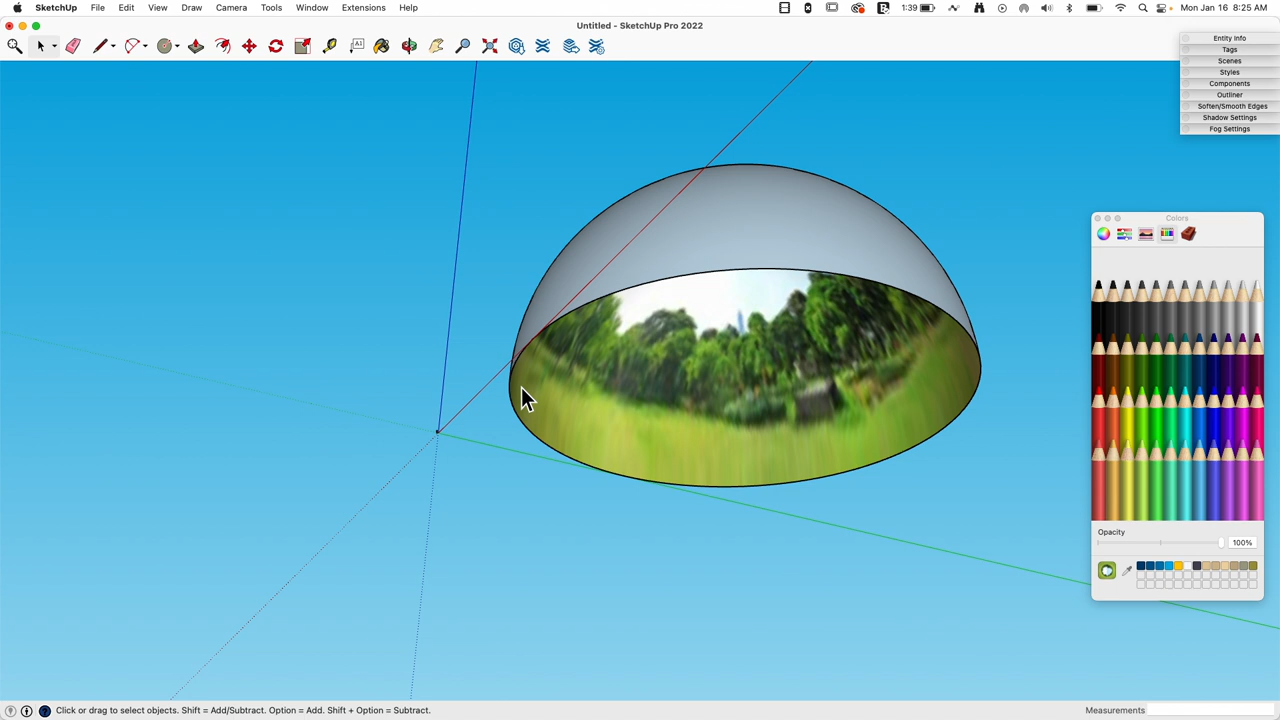 SketchUp File Edit View Draw Camera Tools Window Extensions Help 1:39 Mon Jan 16 8:25 AM
Untitled - SketchUp Pro 2022
Entity Info
Tags
Scenes
Styles
Components
Outliner
Soften/Smooth Edges
Shadow Settings
Fog Settings
Colors
Opacity
100%
Click or drag to select objects. Shift = Add/Subtract. Option = Add. Shift + Option = Subtract. Measurements